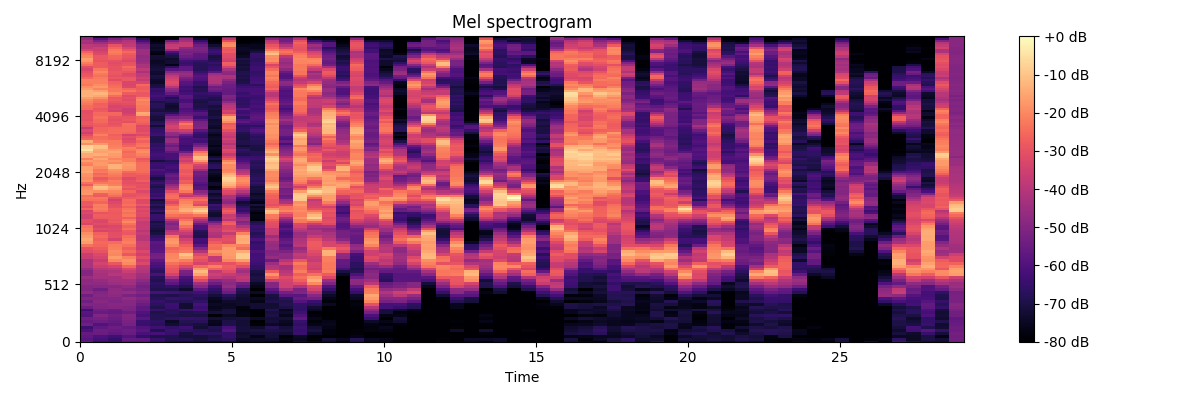 Mel spectrogram
Hz
8192
4096
2048
1024
512
0
0 5 10 15 20 25
Time
+0 dB
-10 dB
-20 dB
-30 dB
-40 dB
-50 dB
-60 dB
-70 dB
-80 dB